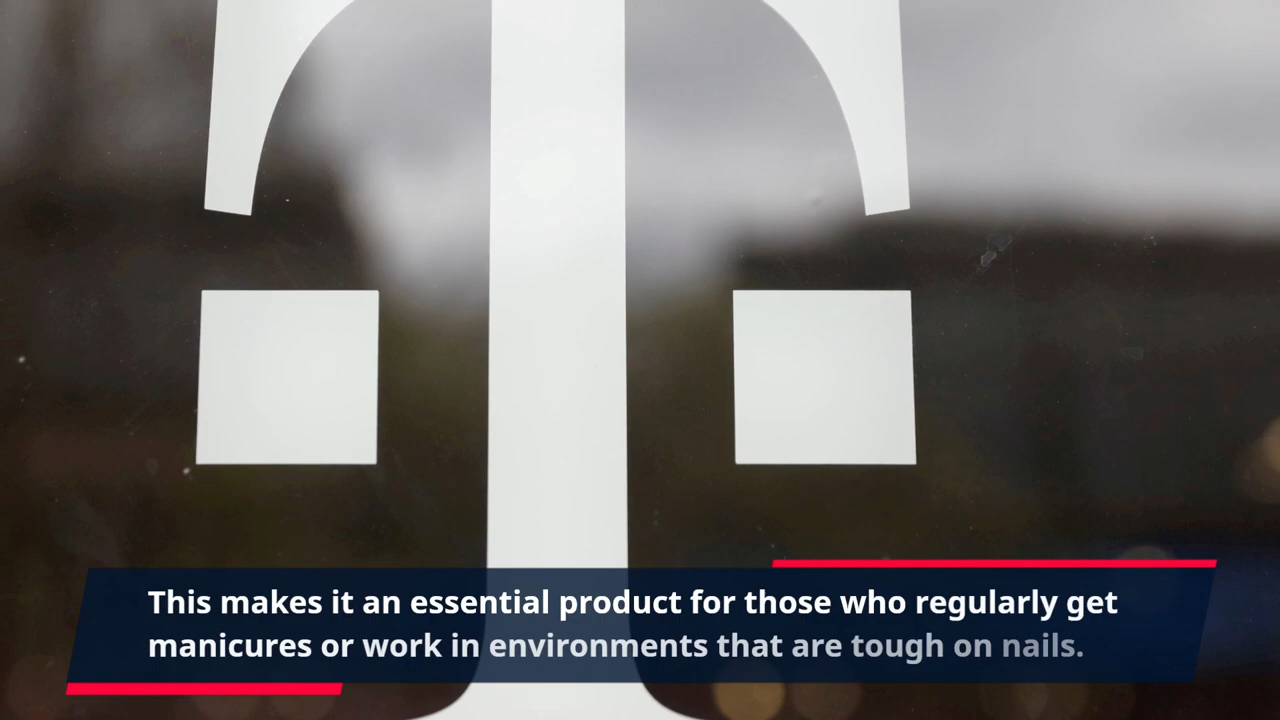 T
This makes it an essential product for those who regularly get
manicures or work in environments that are tough on nails.